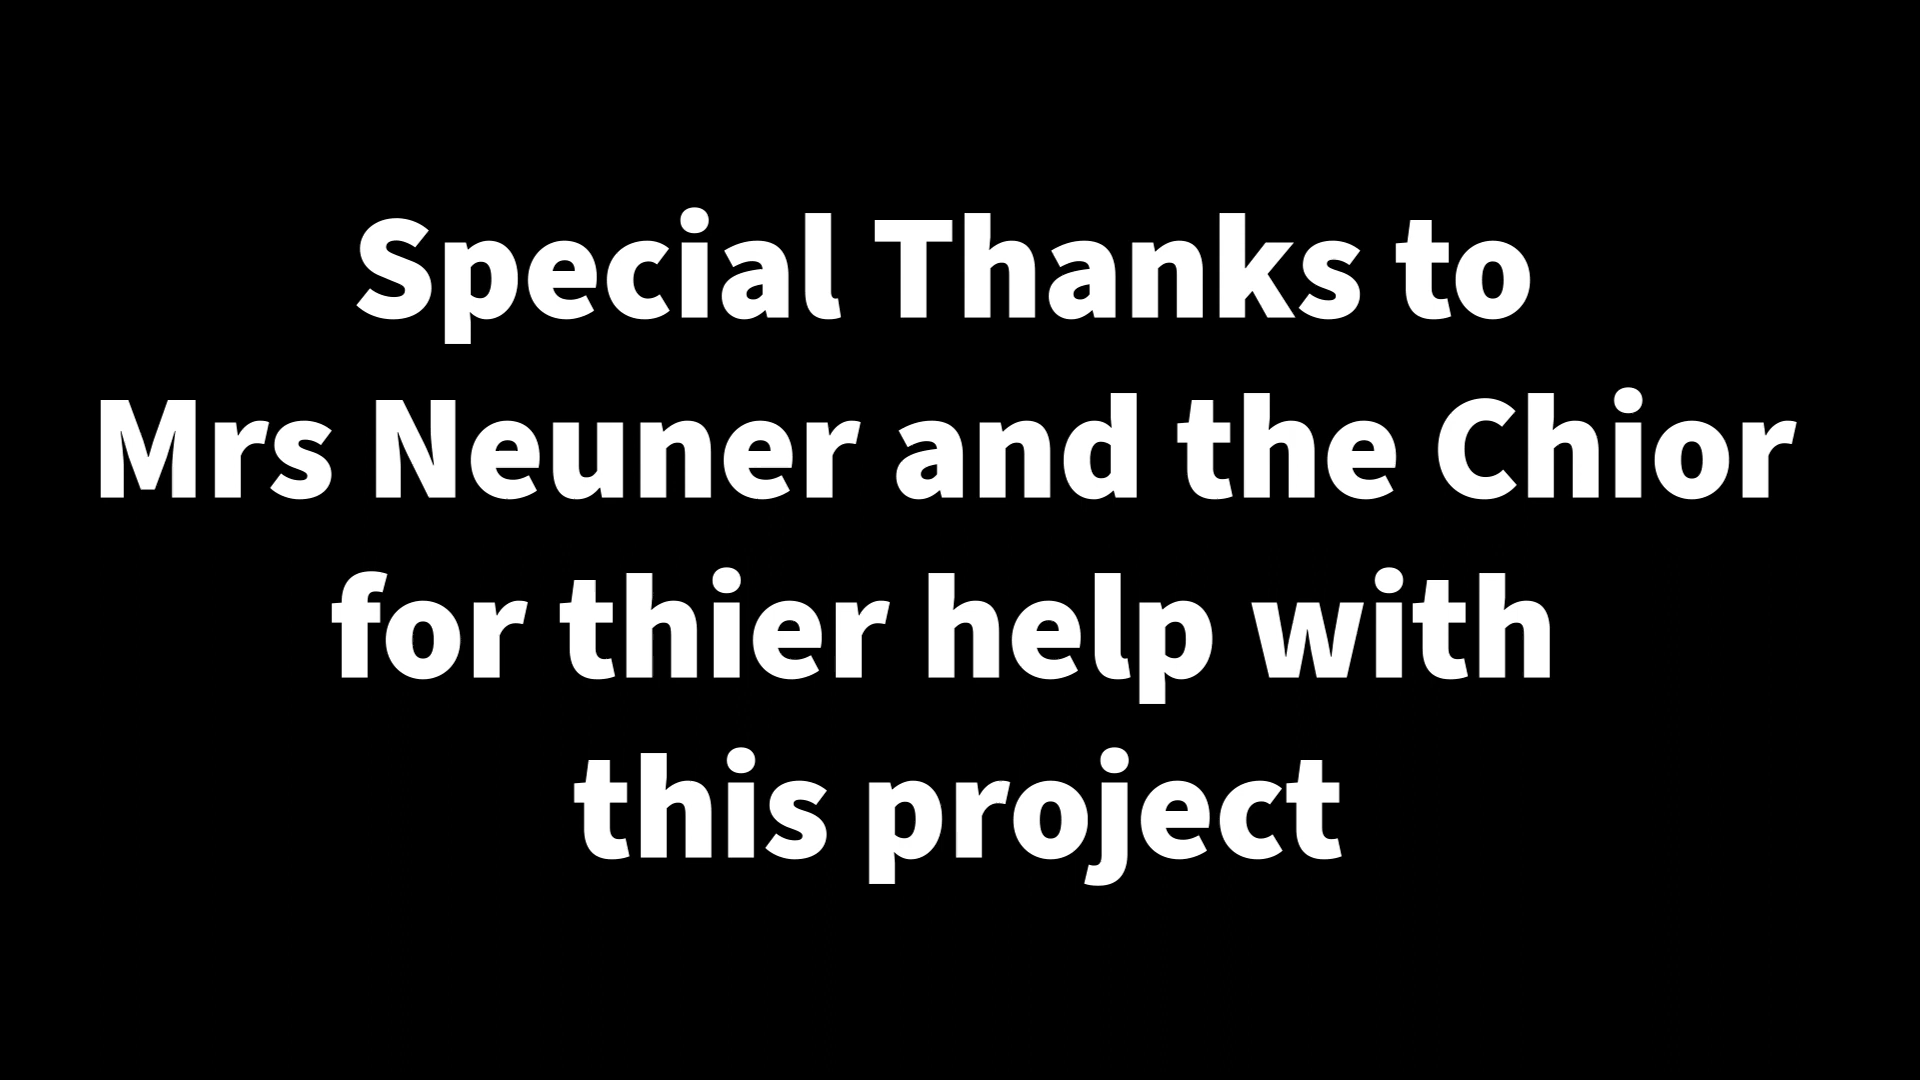 Special Thanks to
Mrs Neuner and the Chior
for thier help with
this project